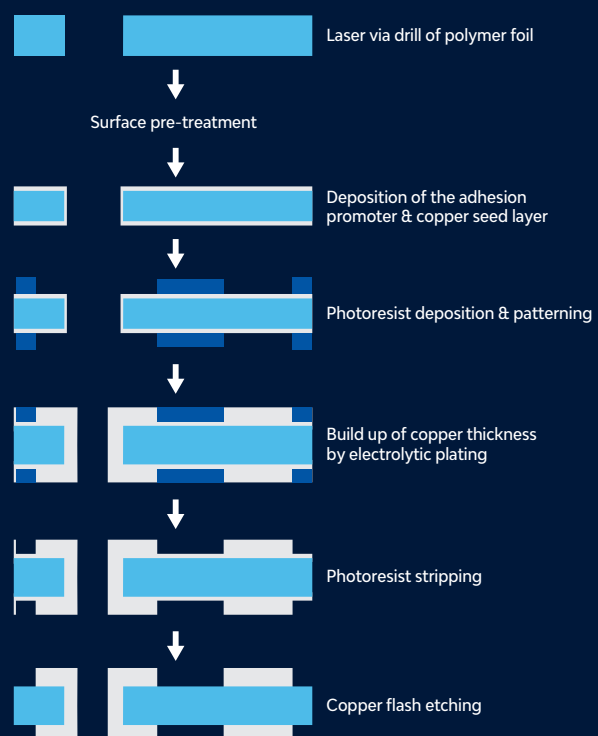 Laser via drill of polymer foil
Surface pre-treatment
Deposition of the adhesion
promoter & copper seed layer
Photoresist deposition & patterning
Build up of copper thickness
by electrolytic plating
Photoresist stripping
Copper flash etching